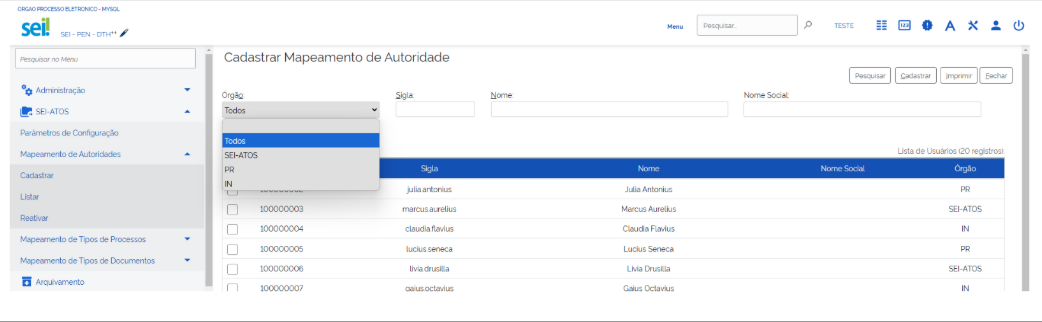 ORGAO PROCESSO ELETRONICO - MYSQL
sei!
SEI - PEN - DTH++
Menu
Pesquisar...
TESTE
Pesquisar no Menu
Administração
SEI-ATOS
Parâmetros de Configuração
Mapeamento de Autoridades
Cadastrar
Listar
Reativar
Mapeamento de Tipos de Processos
Mapeamento de Tipos de Documentos
Arquivamento
Cadastrar Mapeamento de Autoridade
Pesquisar Cadastrar Imprimir Fechar
Órgão: Sigla: Nome: Nome Social:
Todos
Todos
SEI-ATOS
PR
IN
Lista de Usuários (20 registros):
Sigla Nome Nome Social Órgão
julia.antonius Julia Antonius PR
100000003 marcus.aurelius Marcus Aurelius SEI-ATOS
100000004 claudia.flavius Claudia Flavius IN
100000005 lucius.seneca Lucius Seneca PR
100000006 livia.drusilla Livia Drusilla SEI-ATOS
100000007 gaius.octavius Gaius Octavius IN